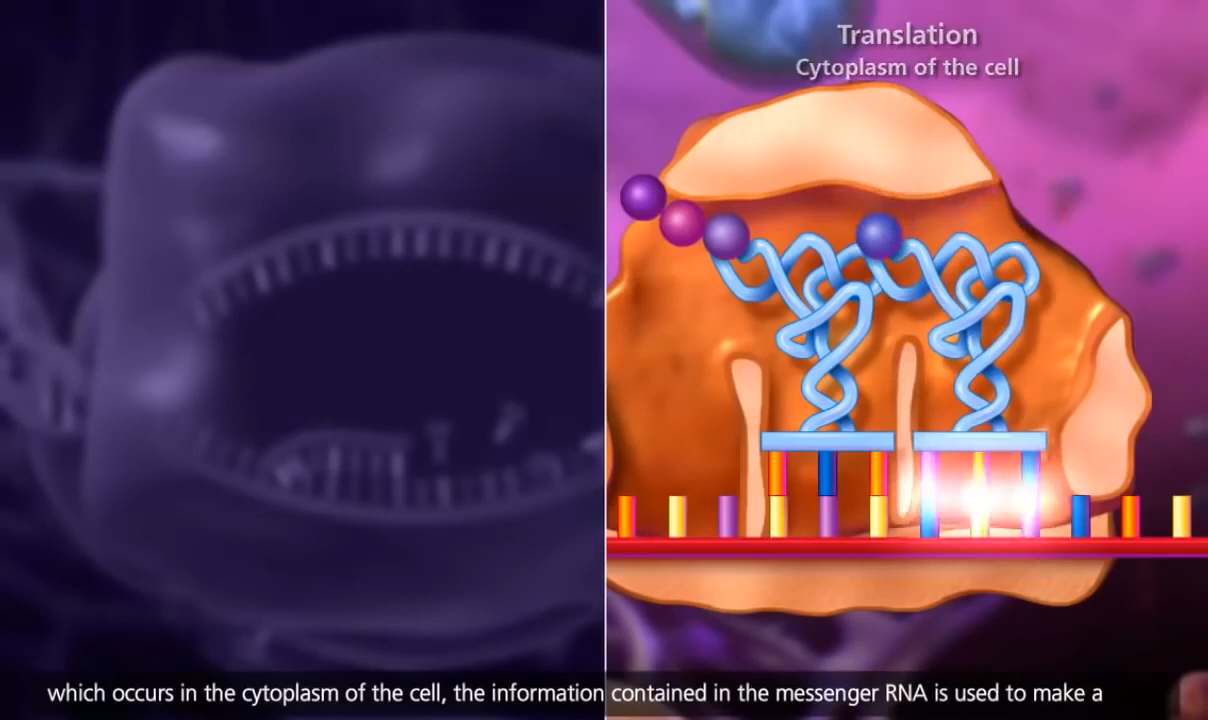 Translation
Cytoplasm of the cell
which occurs in the cytoplasm of the cell, the information contained in the messenger RNA is used to make a